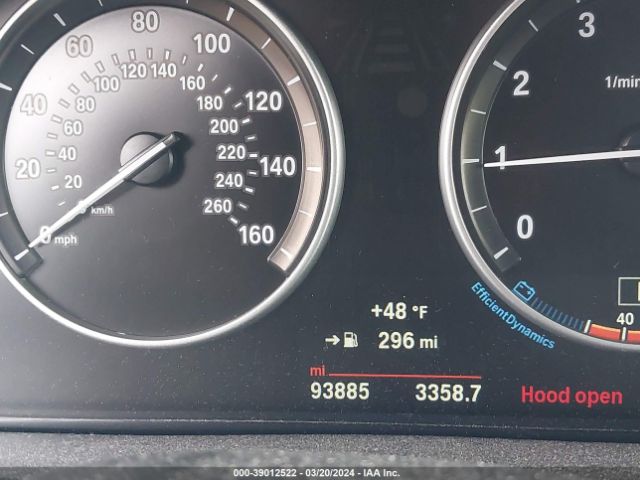 0 20 40 60 80 100 120 140 160
mph
0 20 40 60 80 100 120 140 160 180 200 220 240 260
km/h
0 1 2 3
1/min
EfficientDynamics
40
+48 °F
→ 296 mi
mi
93885 3358.7
Hood open
000-39012522 — 03/20/2024 — IAA Inc.